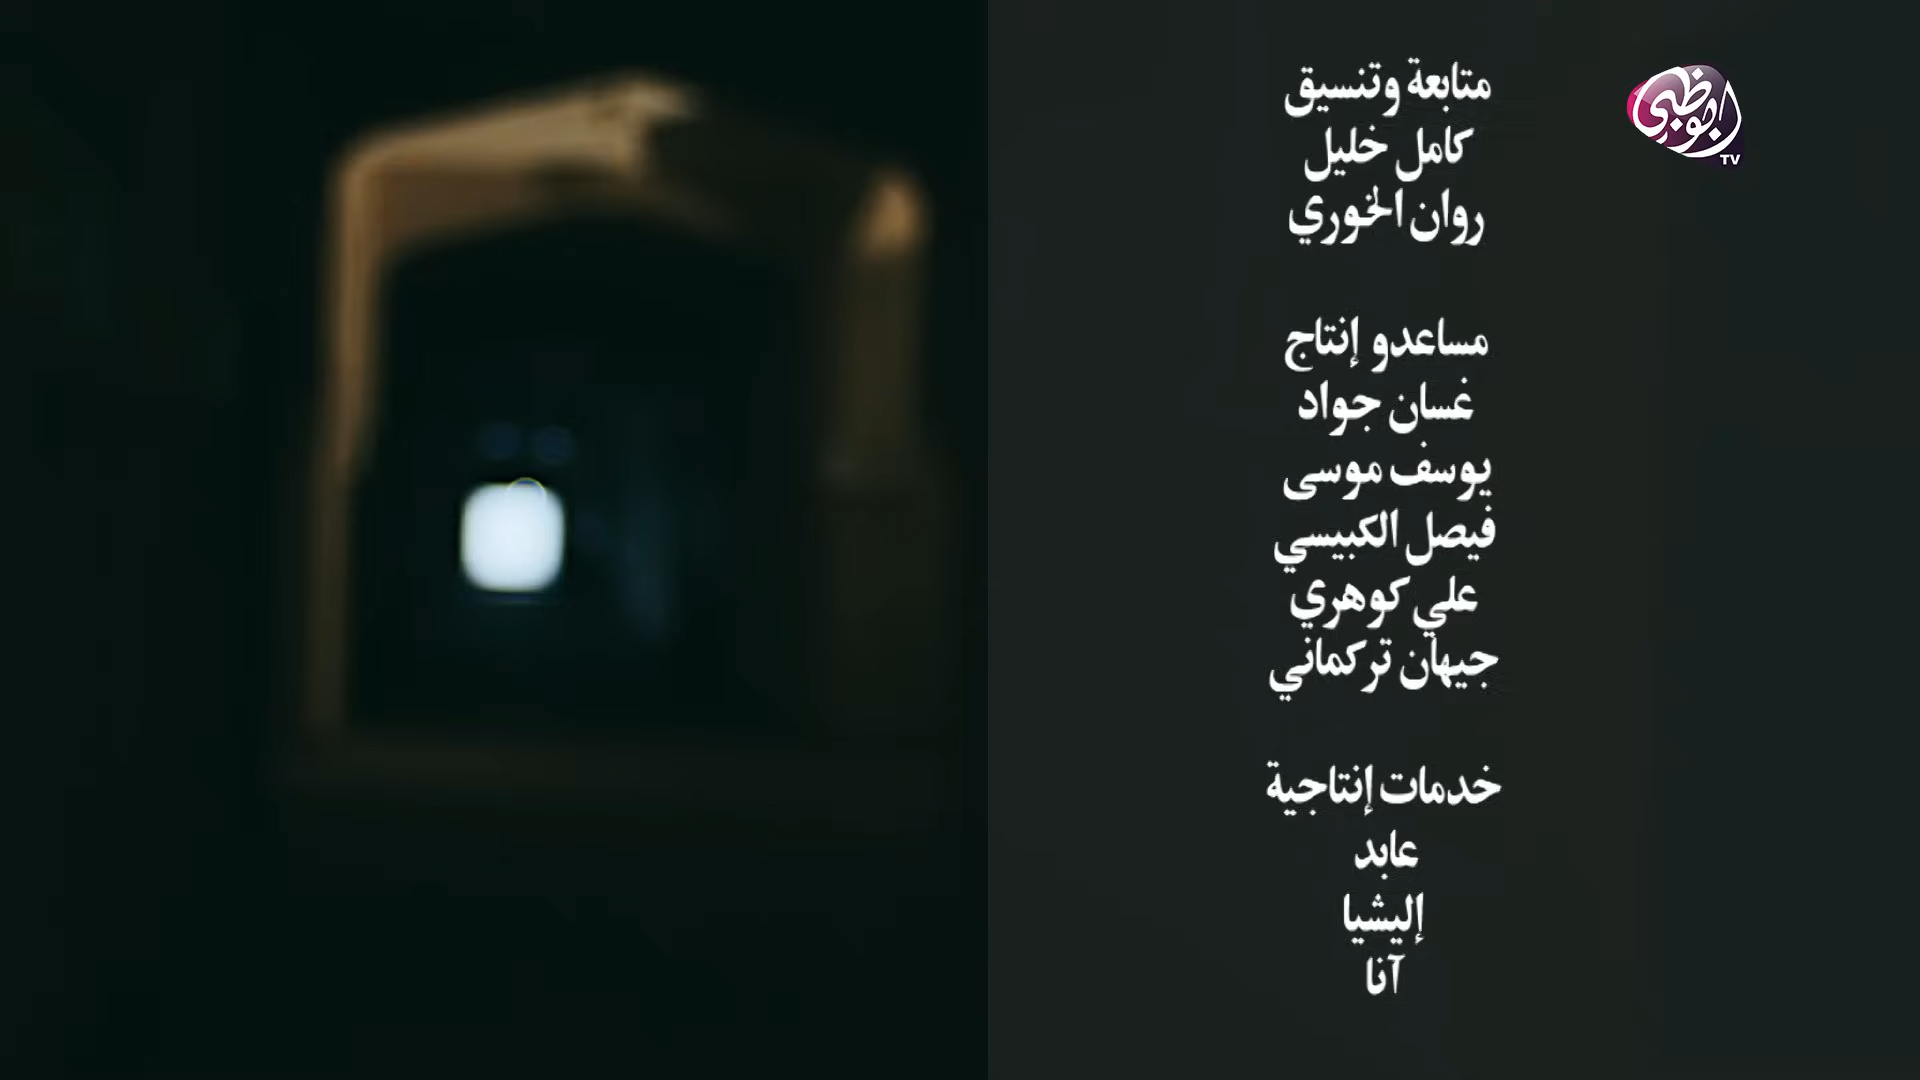 متابعة وتنسيق
كامل خليل
روان الخوري
مساعدو إنتاج
غسان جواد
يوسف موسى
فيصل الكبيسي
علي كوهري
جيهان تركماني
خدمات إنتاجية
عابد
إليشيا
آنا
أبوظبي
TV